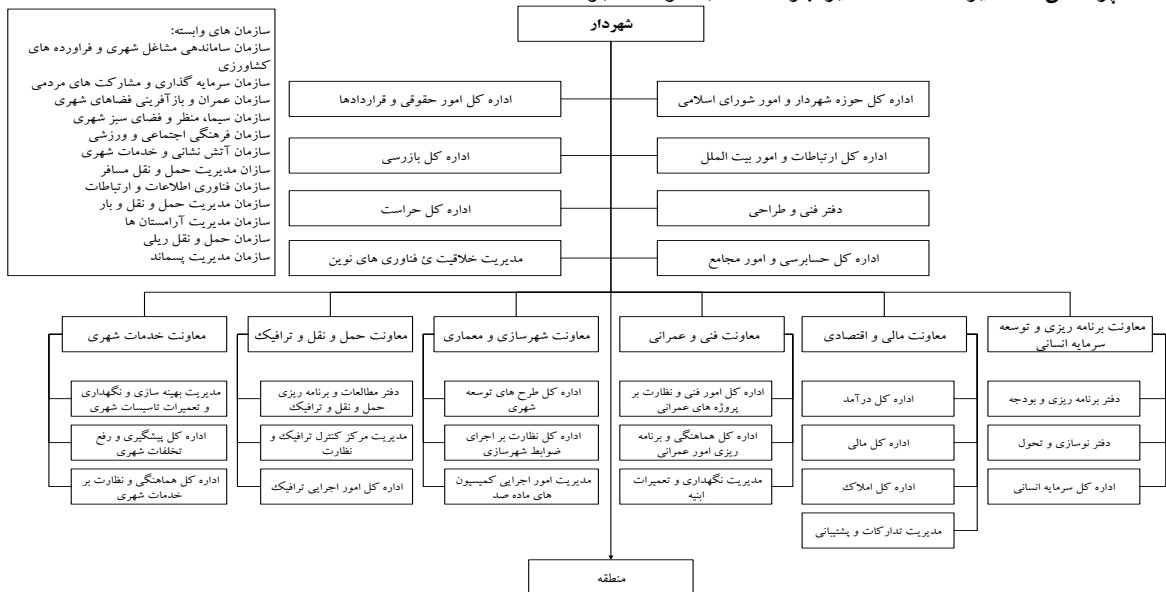 شهردار
سازمان های وابسته:
سازمان ساماندهی مشاغل شهری و فراورده های
کشاورزی
سازمان سرمایه گذاری و مشارکت های مردمی
سازمان عمران و بازآفرینی فضاهای شهری
سازمان سیما، منظر و فضای سبز شهری
سازمان فرهنگی اجتماعی و ورزشی
سازمان آتش نشانی و خدمات شهری
سازان مدیریت حمل و نقل مسافر
سازمان فناوری اطلاعات و ارتباطات
سازمان مدیریت حمل و نقل و بار
سازمان مدیریت آرامستان ها
سازمان حمل و نقل ریلی
سازمان مدیریت پسماند
اداره کل حوزه شهردار و امور شورای اسلامی
اداره کل امور حقوقی و قراردادها
اداره کل ارتباطات و امور بیت الملل
اداره کل بازرسی
دفتر فنی و طراحی
اداره کل حراست
اداره کل حسابرسی و امور مجامع
مدیریت خلاقیت ئ فناوری های نوین
معاونت برنامه ریزی و توسعه
سرمایه انسانی
دفتر برنامه ریزی و بودجه
دفتر نوسازی و تحول
اداره کل سرمایه انسانی
معاونت مالی و اقتصادی
اداره کل درآمد
اداره کل مالی
اداره کل املاک
مدیریت تدارکات و پشتیبانی
معاونت فنی و عمرانی
اداره کل امور فنی و نظارت بر
پروژه های عمرانی
اداره کل هماهنگی و برنامه
ریزی امور عمرانی
مدیریت نگهداری و تعمیرات
ابنیه
معاونت شهرسازی و معماری
اداره کل طرح های توسعه
شهری
اداره کل نظارت بر اجرای
ضوابط شهرسازی
مدیریت امور اجرایی کمیسیون
های ماده صد
معاونت حمل و نقل و ترافیک
دفتر مطالعات و برنامه ریزی
حمل و نقل و ترافیک
مدیریت مرکز کنترل ترافیک و
نظارت
اداره کل امور اجرایی ترافیک
معاونت خدمات شهری
مدیریت بهینه سازی و نگهداری
و تعمیرات تاسیسات شهری
اداره کل پیشگیری و رفع
تخلفات شهری
اداره کل هماهنگی و نظارت بر
خدمات شهری
منطقه